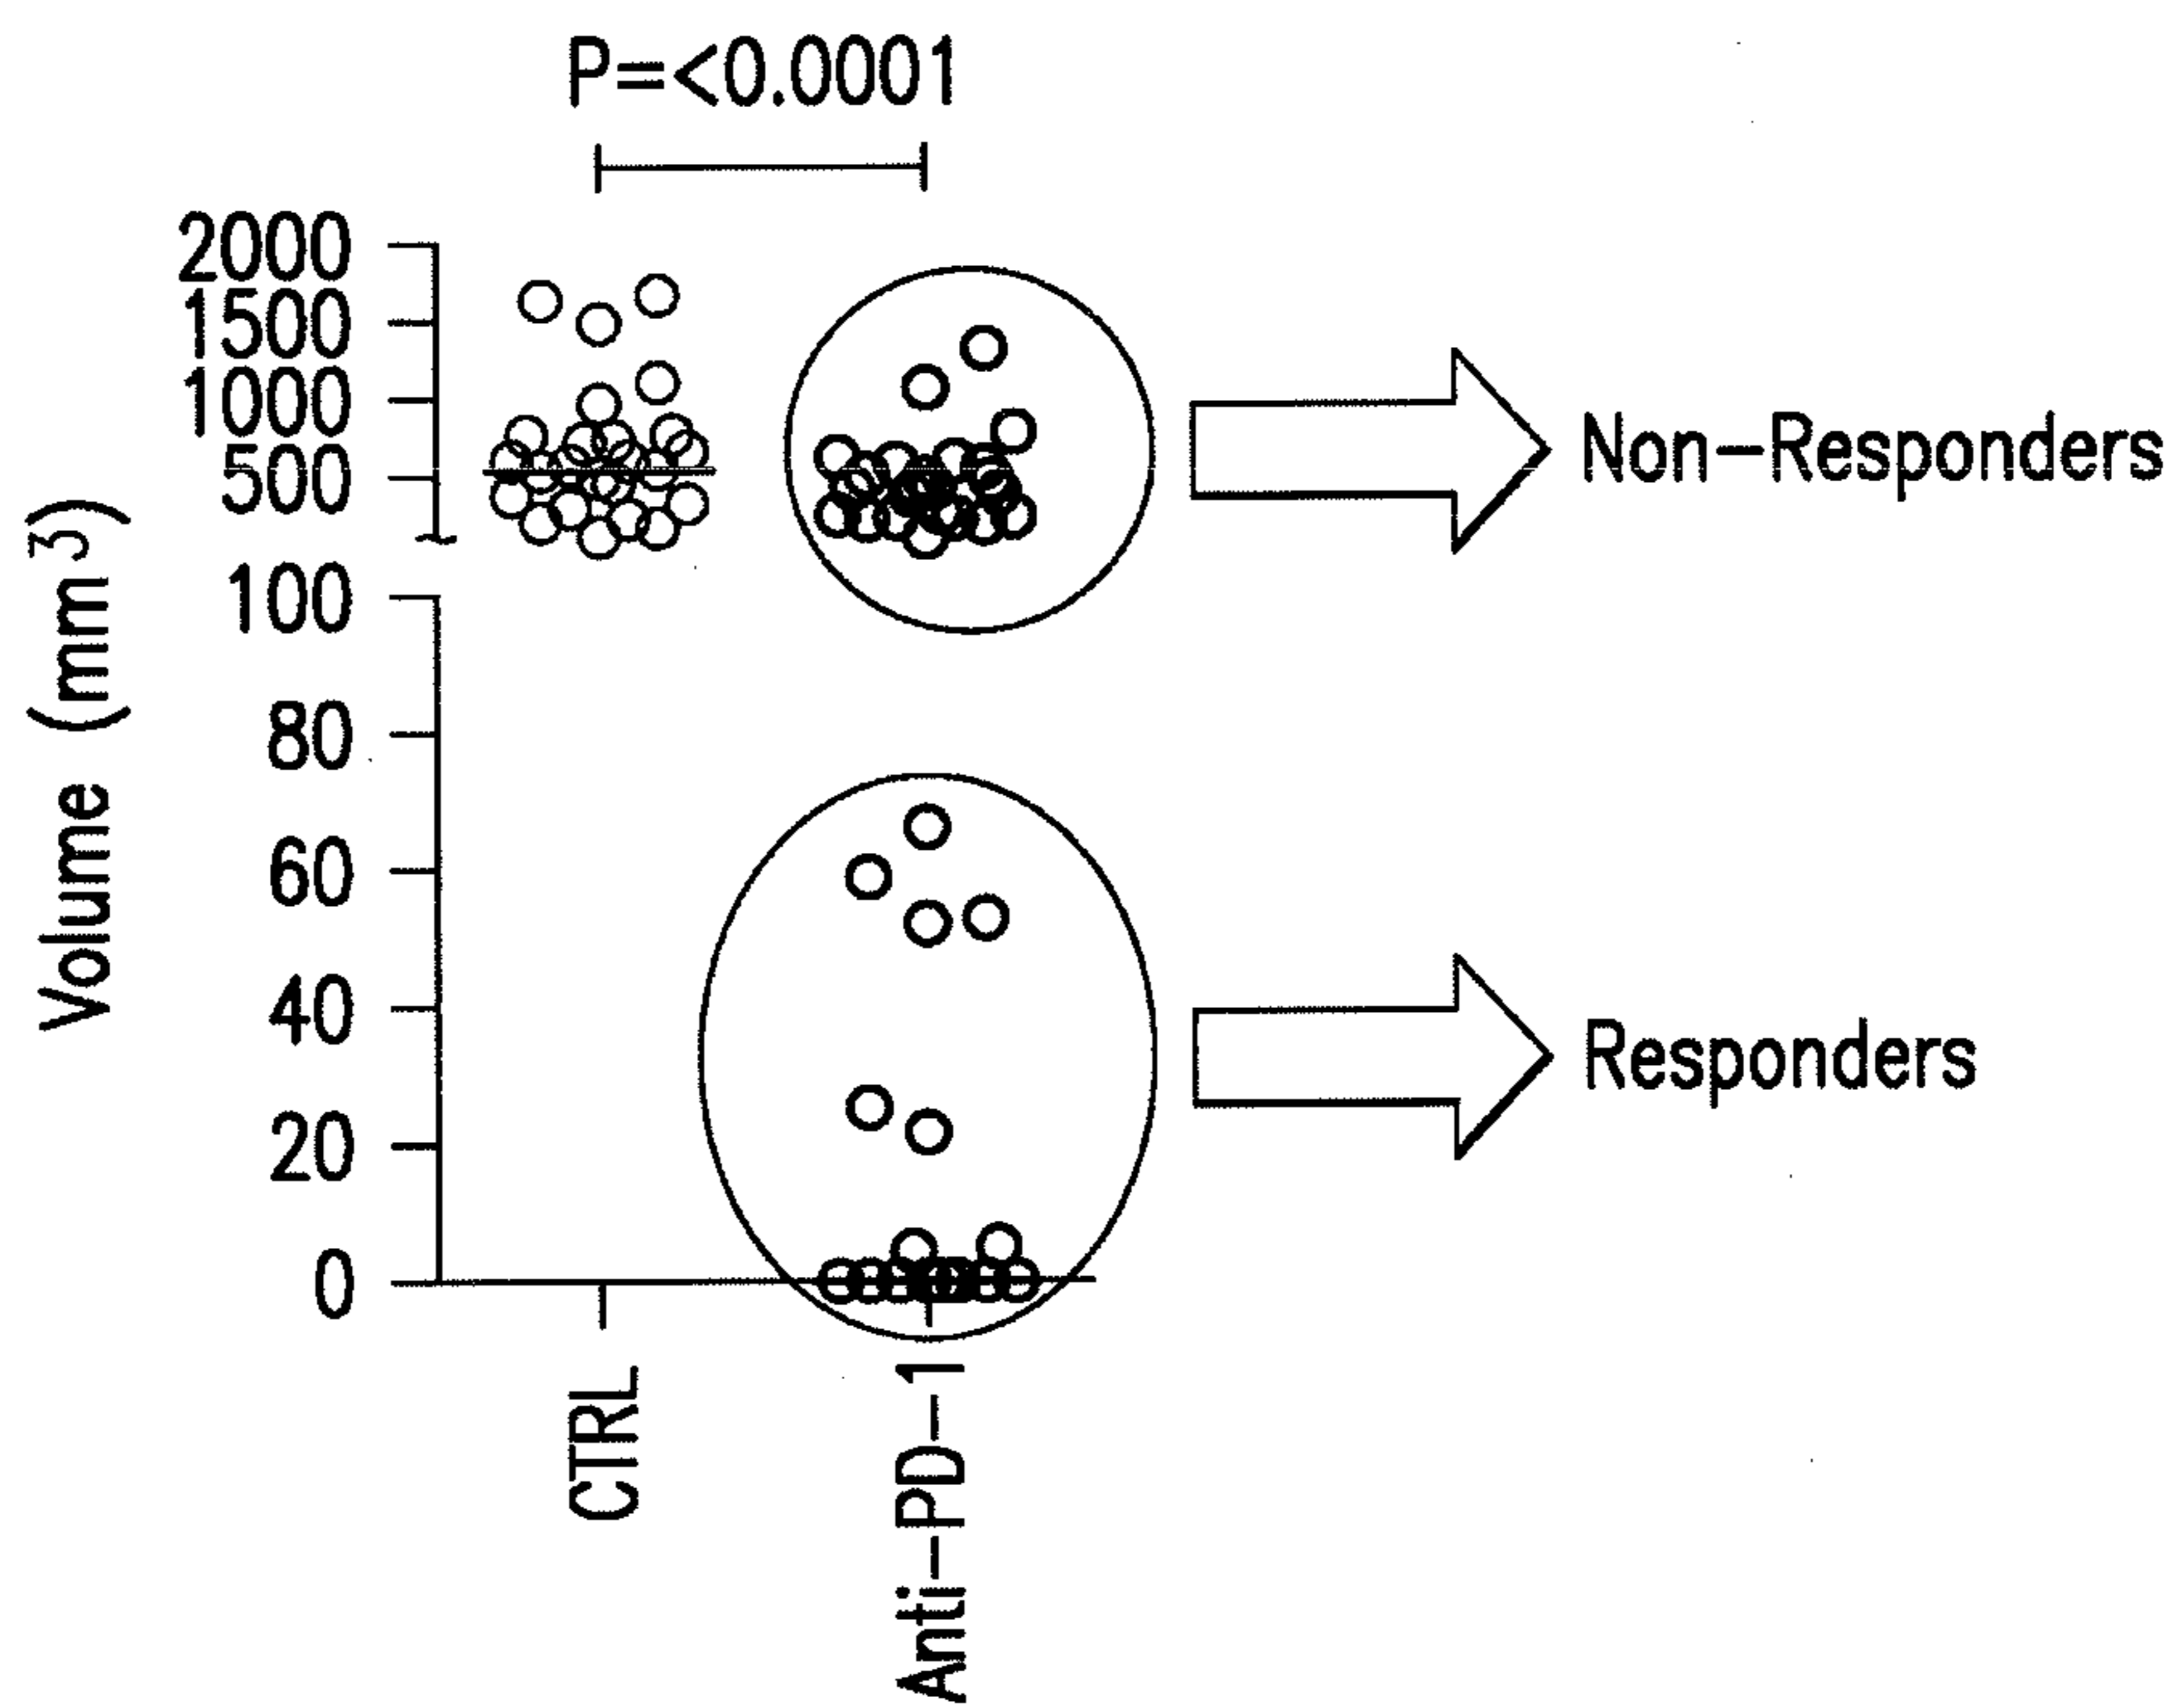 P=<0.0001
2000
1500
1000
500
100
80
60
40
20
0
Volume (mm³)
Non-Responders
Responders
CTRL
Anti-PD-1